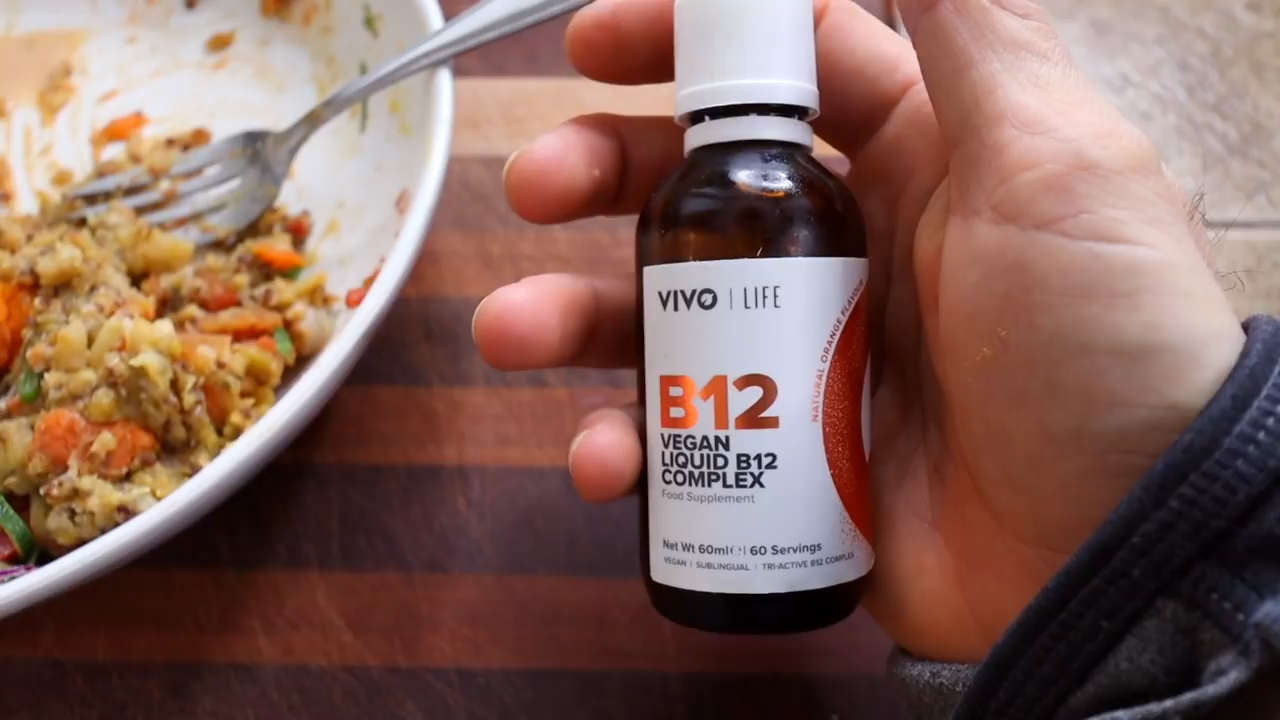 VIVO | LIFE
NATURAL ORANGE FLAVOUR
B12
VEGAN
LIQUID B12
COMPLEX
Food Supplement
Net Wt 60ml℮ | 60 Servings
VEGAN | SUBLINGUAL | TRI-ACTIVE B12 COMPLEX